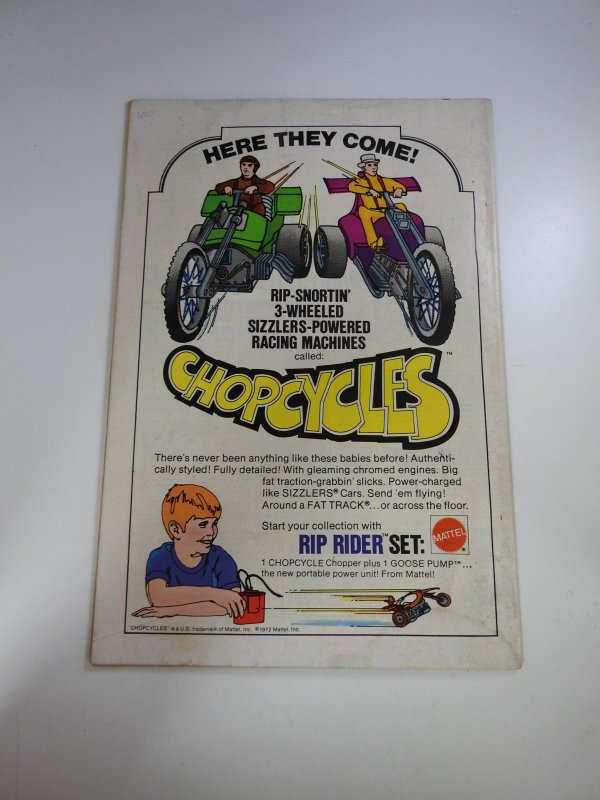 HERE THEY COME!
RIP-SNORTIN'
3-WHEELED
SIZZLERS-POWERED
RACING MACHINES
called:
CHOPCYCLES™
There's never been anything like these babies before! Authenti-
cally styled! Fully detailed! With gleaming chromed engines. Big
fat traction-grabbin' slicks. Power-charged
like SIZZLERS® Cars. Send 'em flying!
Around a FAT TRACK®...or across the floor.
Start your collection with
RIP RIDER™ SET:
MATTEL®
1 CHOPCYCLE Chopper plus 1 GOOSE PUMP™...
the new portable power unit! From Mattel!
"CHOPCYCLES" is a U.S. trademark of Mattel, Inc. ©1972 Mattel, Inc.